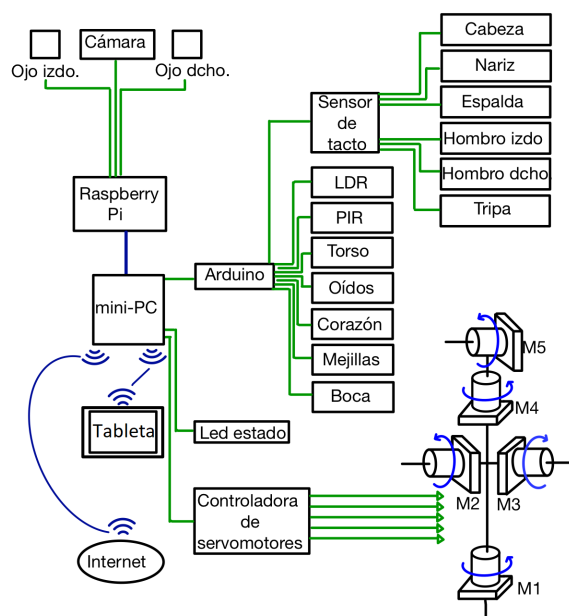 Cámara
Ojo izdo.
Ojo dcho.
Raspberry
Pi
mini-PC
Tableta
Internet
Arduino
Led estado
Controladora
de
servomotores
Sensor
de
tacto
Cabeza
Nariz
Espalda
Hombro izdo
Hombro dcho.
Tripa
LDR
PIR
Torso
Oídos
Corazón
Mejillas
Boca
M5
M4
M2
M3
M1